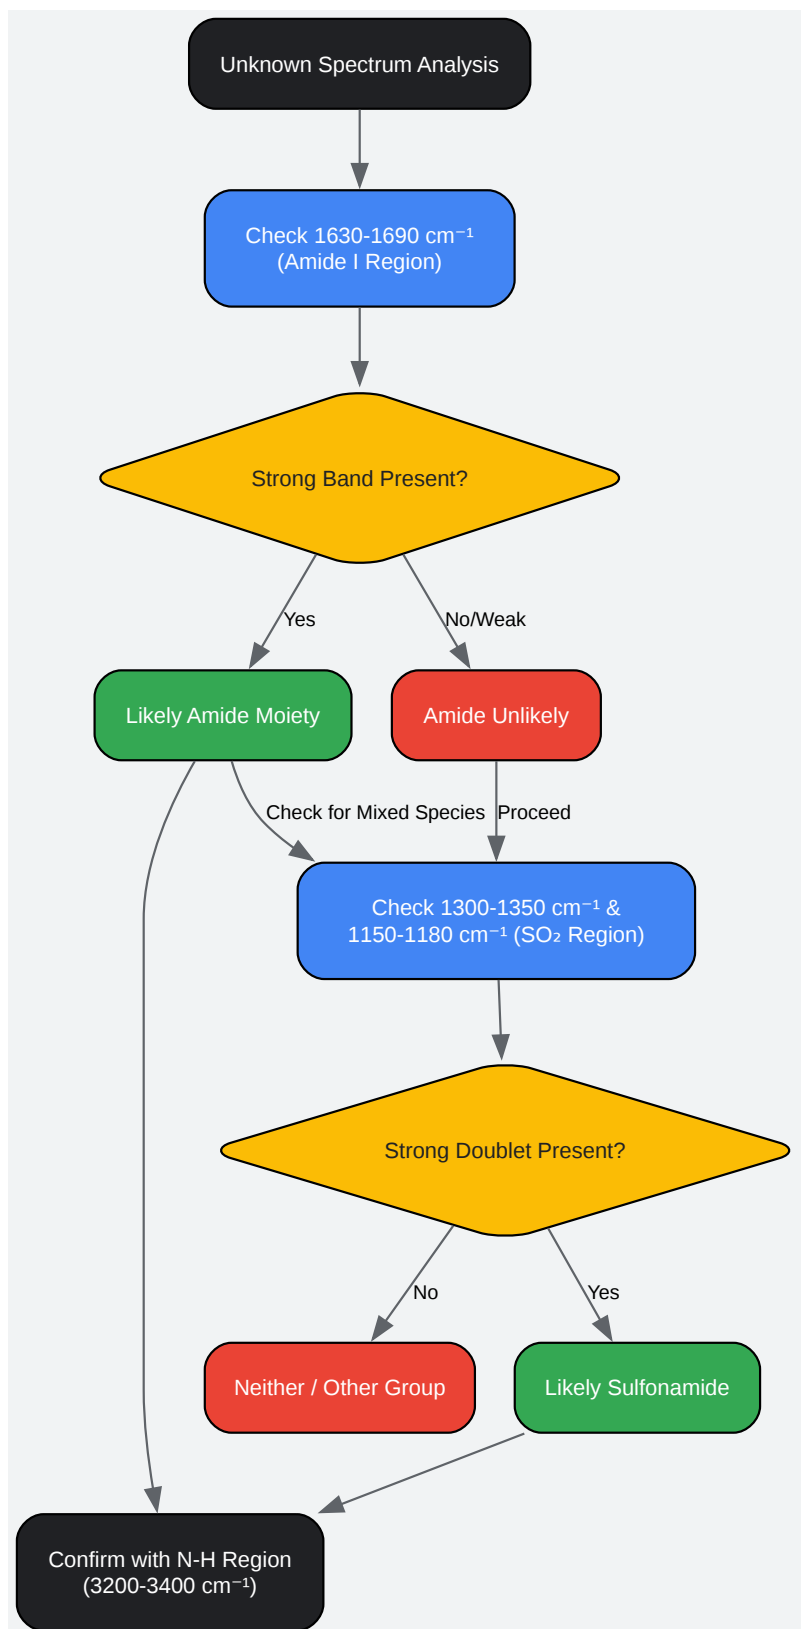 Unknown Spectrum Analysis
Check 1630-1690 cm⁻¹
(Amide I Region)
Strong Band Present?
Yes
No/Weak
Likely Amide Moiety
Amide Unlikely
Check for Mixed Species
Proceed
Check 1300-1350 cm⁻¹ &
1150-1180 cm⁻¹ (SO₂ Region)
Strong Doublet Present?
No
Yes
Neither / Other Group
Likely Sulfonamide
Confirm with N-H Region
(3200-3400 cm⁻¹)